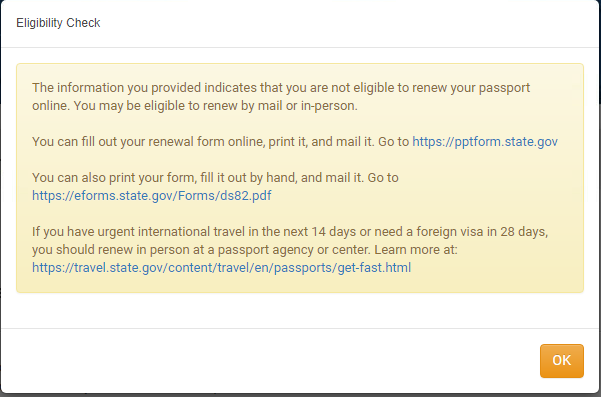 Eligibility Check
The information you provided indicates that you are not eligible to renew your passport
online. You may be eligible to renew by mail or in-person.
You can fill out your renewal form online, print it, and mail it. Go to https://pptform.state.gov
You can also print your form, fill it out by hand, and mail it. Go to
https://eforms.state.gov/Forms/ds82.pdf
If you have urgent international travel in the next 14 days or need a foreign visa in 28 days,
you should renew in person at a passport agency or center. Learn more at:
https://travel.state.gov/content/travel/en/passports/get-fast.html
OK